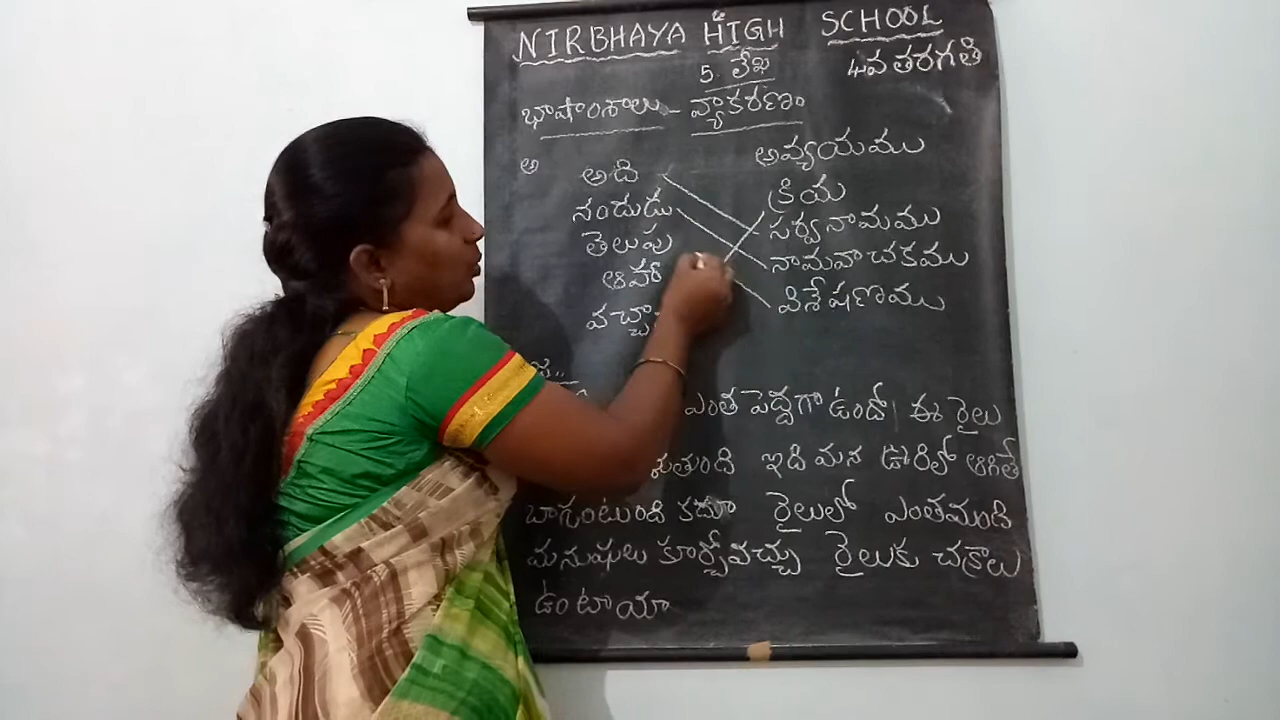 NIRBHAYA HIGH SCHOOL
5. లేఖ
4వ తరగతి
భాషాంశాలు - వ్యాకరణం
అ
అది
అవ్యయము
నందుడు
క్రియ
తెలుపు
సర్వనామము
ఆహా
నామవాచకము
విశేషణము
ఎంత పెద్దగా ఉందో ఈ రైలు
ఇది మన ఊరిలో ఆగితే
బాగుంటుంది కదూ రైలులో ఎంతమంది
మనుషులు కూర్చోవచ్చు రైలుకు చక్రాలు
ఉంటాయా